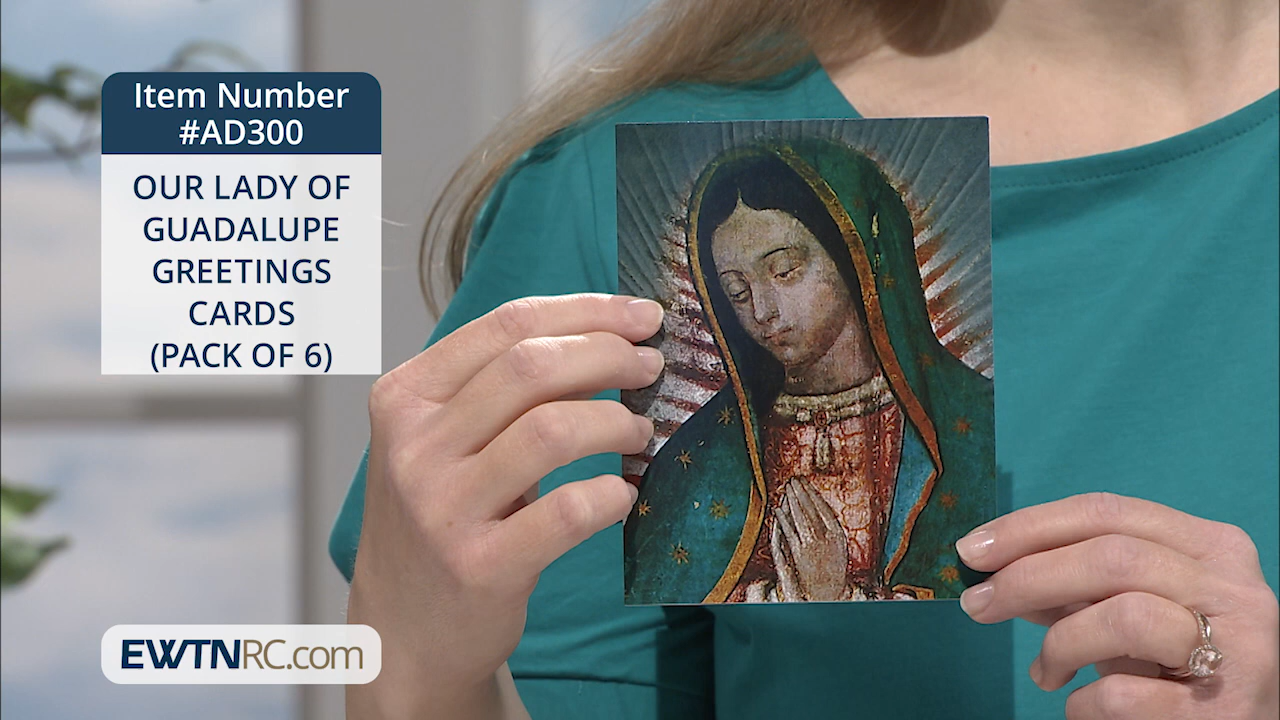 Item Number
#AD300
OUR LADY OF
GUADALUPE
GREETINGS
CARDS
(PACK OF 6)
EWTNRC.com